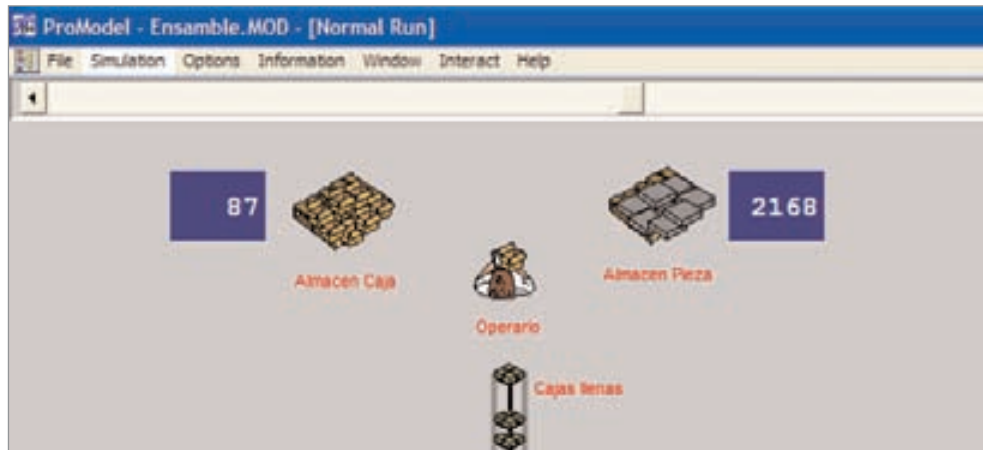 ProModel - Ensamble.MOD - [Normal Run]
File Simulation Options Information Window Interact Help
87
2168
Almacen Caja
Almacen Pieza
Operario
Cajas llenas